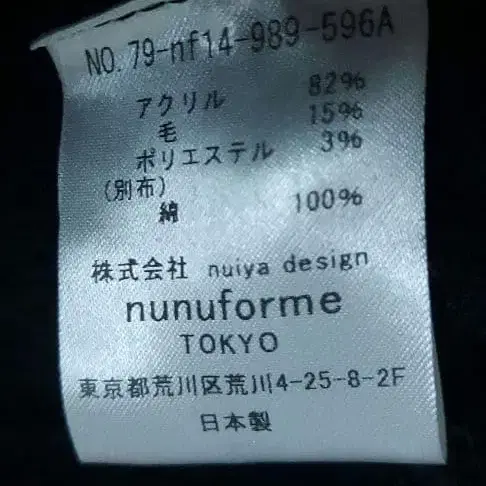 NO.79-nf14-989-596A
アクリル 82%
毛 15%
ポリエステル 3%
(別布)
綿 100%
株式会社 nuiya design
nunuforme
TOKYO
東京都荒川区荒川4-25-8-2F
日本製